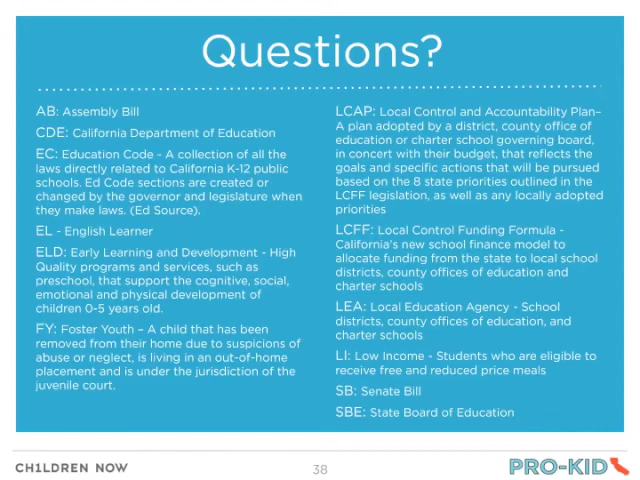 Questions?
AB: Assembly Bill
CDE: California Department of Education
EC: Education Code - A collection of all the
laws directly related to California K-12 public
schools. Ed Code sections are created or
changed by the governor and legislature when
they make laws. (Ed Source).
EL - English Learner
ELD: Early Learning and Development - High
Quality programs and services, such as
preschool, that support the cognitive, social,
emotional and physical development of
children 0-5 years old.
FY: Foster Youth – A child that has been
removed from their home due to suspicions of
abuse or neglect, is living in an out-of-home
placement and is under the jurisdiction of the
juvenile court.
LCAP: Local Control and Accountability Plan–
A plan adopted by a district, county office of
education or charter school governing board,
in concert with their budget, that reflects the
goals and specific actions that will be pursued
based on the 8 state priorities outlined in the
LCFF legislation, as well as any locally adopted
priorities
LCFF: Local Control Funding Formula -
California's new school finance model to
allocate funding from the state to local school
districts, county offices of education and
charter schools
LEA: Local Education Agency - School
districts, county offices of education, and
charter schools
LI: Low Income - Students who are eligible to
receive free and reduced price meals
SB: Senate Bill
SBE: State Board of Education
CH1LDREN NOW
38
PRO-KID